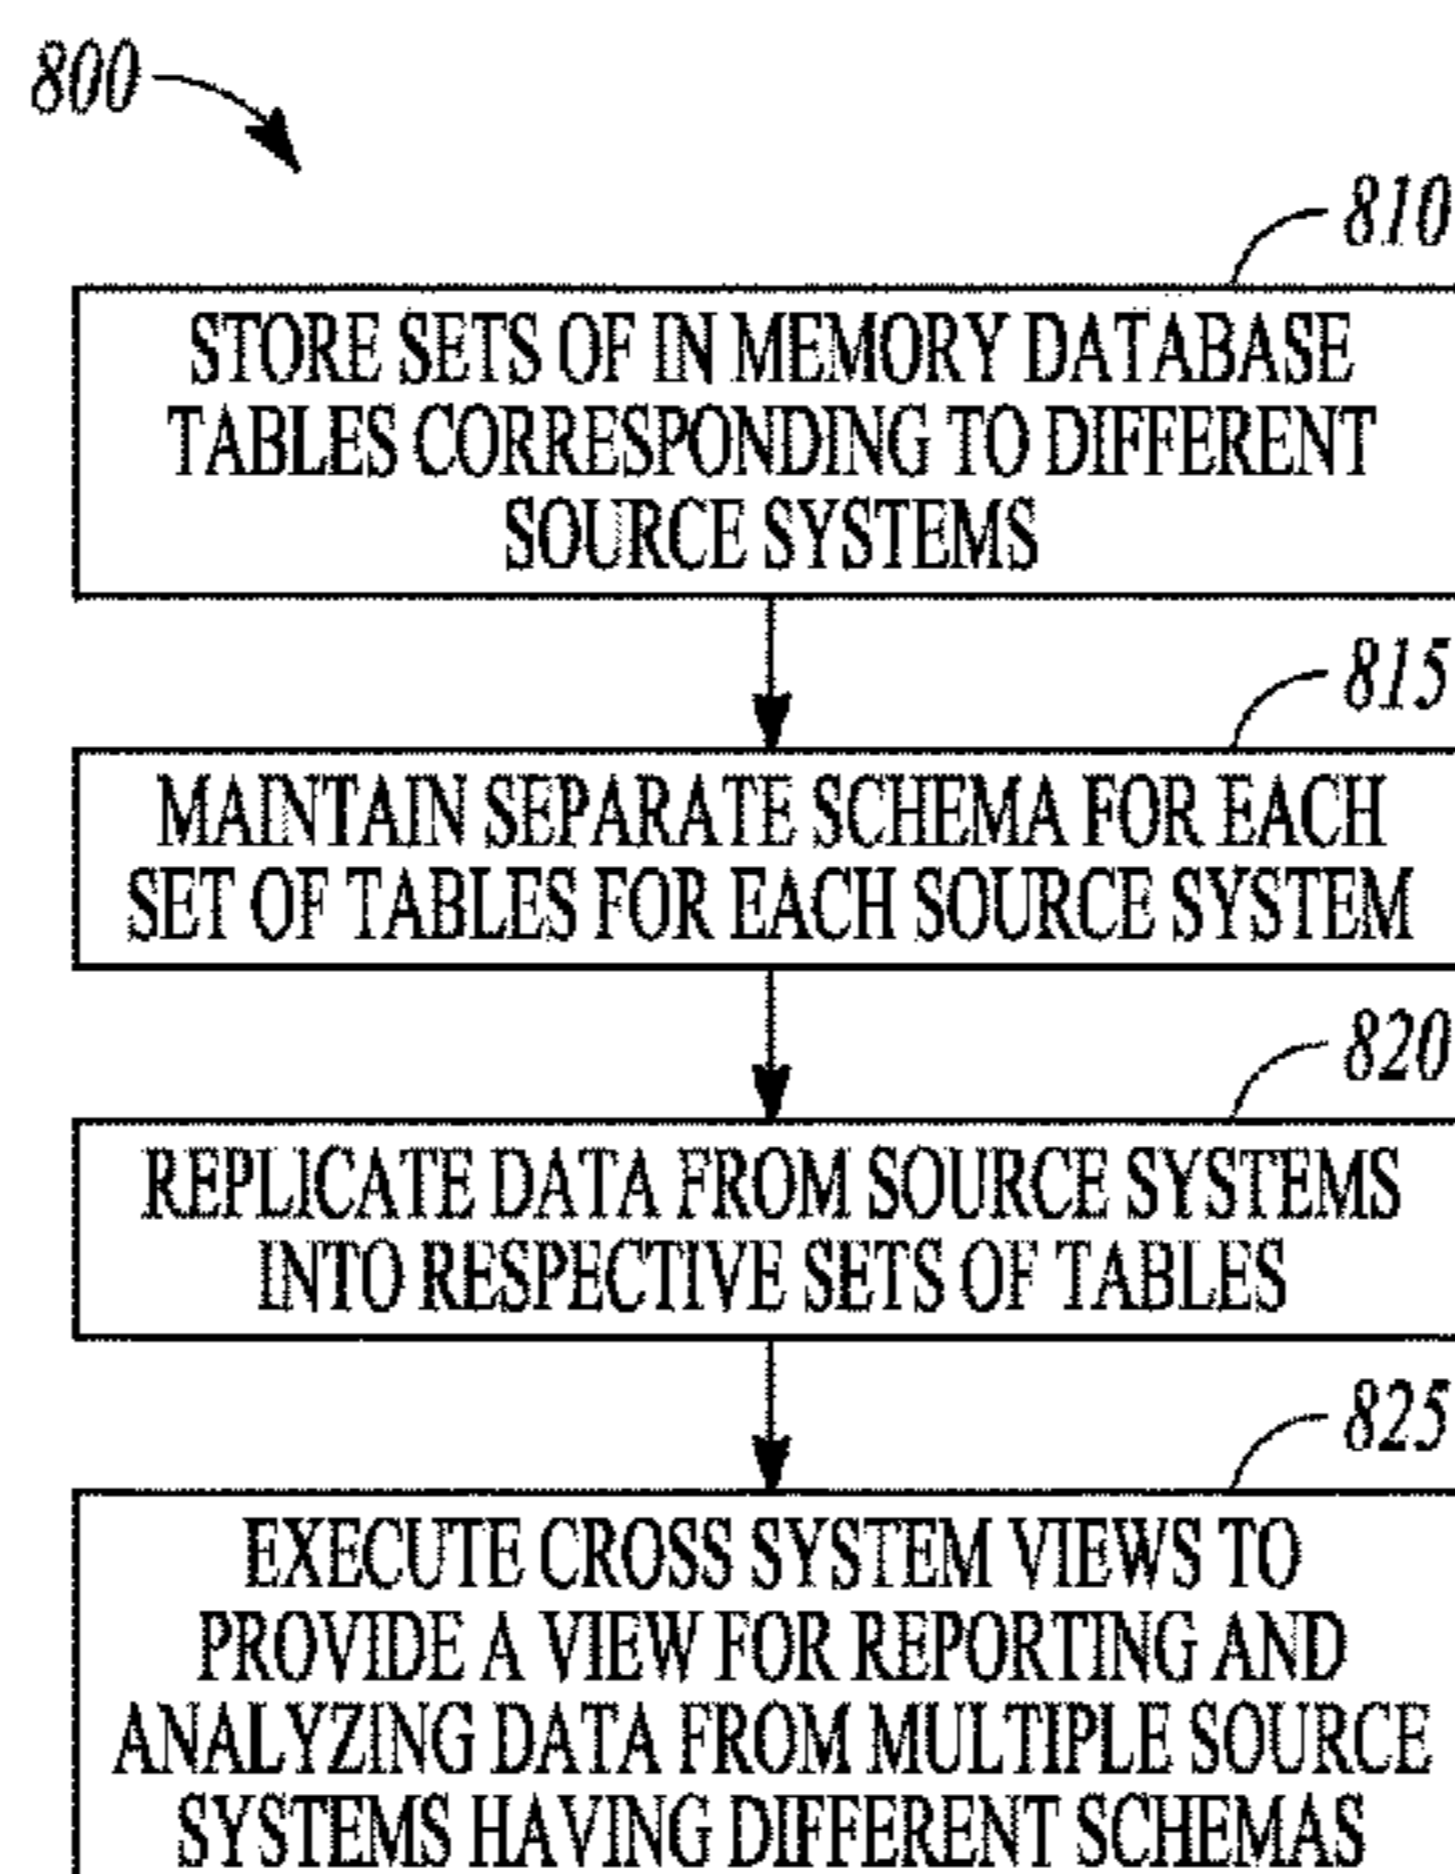 800
810
STORE SETS OF IN MEMORY DATABASE
TABLES CORRESPONDING TO DIFFERENT
SOURCE SYSTEMS
815
MAINTAIN SEPARATE SCHEMA FOR EACH
SET OF TABLES FOR EACH SOURCE SYSTEM
820
REPLICATE DATA FROM SOURCE SYSTEMS
INTO RESPECTIVE SETS OF TABLES
825
EXECUTE CROSS SYSTEM VIEWS TO
PROVIDE A VIEW FOR REPORTING AND
ANALYZING DATA FROM MULTIPLE SOURCE
SYSTEMS HAVING DIFFERENT SCHEMAS